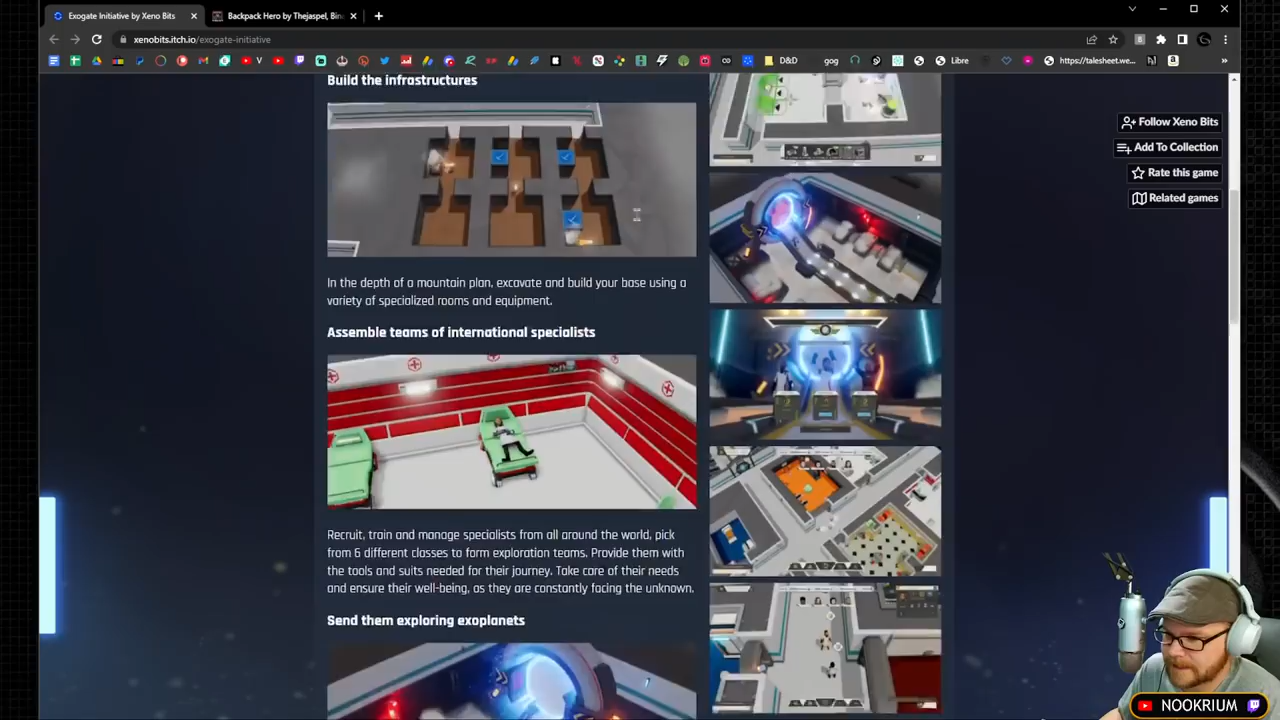 Exogate Initiative by Xeno Bits
Backpack Hero by Thejaspel, Bin
xenobits.itch.io/exogate-initiative
V
D&D
gog
Libre
https://talesheet.we...
Build the infrastructures
In the depth of a mountain plan, excavate and build your base using a
variety of specialized rooms and equipment.
Assemble teams of international specialists
Recruit, train and manage specialists from all around the world, pick
from 6 different classes to form exploration teams. Provide them with
the tools and suits needed for their journey. Take care of their needs
and ensure their well-being, as they are constantly facing the unknown.
Send them exploring exoplanets
Follow Xeno Bits
Add To Collection
Rate this game
Related games
NOOKRIUM